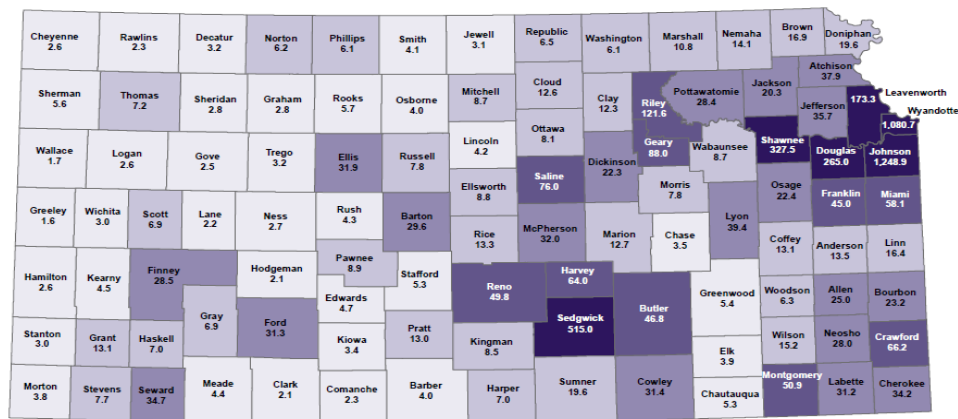 Cheyenne
2.6
Rawlins
2.3
Decatur
3.2
Norton
6.2
Phillips
6.1
Smith
4.1
Jewell
3.1
Republic
6.5
Washington
6.1
Marshall
10.8
Nemaha
14.1
Brown
16.9
Doniphan
19.6
Sherman
5.6
Thomas
7.2
Sheridan
2.8
Graham
2.8
Rooks
5.7
Osborne
4.0
Mitchell
8.7
Cloud
12.6
Clay
12.3
Riley
121.6
Pottawatomie
28.4
Jackson
20.3
Atchison
37.9
Jefferson
35.7
Leavenworth
173.3
Wyandotte
1,080.7
Wallace
1.7
Logan
2.6
Gove
2.5
Trego
3.2
Ellis
31.9
Russell
7.8
Lincoln
4.2
Ottawa
8.1
Saline
76.0
Dickinson
22.3
Geary
88.0
Wabaunsee
8.7
Shawnee
327.5
Douglas
265.0
Johnson
1,248.9
Greeley
1.6
Wichita
3.0
Scott
6.9
Lane
2.2
Ness
2.7
Rush
4.3
Barton
29.6
Ellsworth
8.8
Rice
13.3
McPherson
32.0
Marion
12.7
Morris
7.8
Chase
3.5
Lyon
39.4
Osage
22.4
Franklin
45.0
Miami
58.1
Coffey
13.1
Anderson
13.5
Linn
16.4
Hamilton
2.6
Kearny
4.5
Finney
28.5
Hodgeman
2.1
Pawnee
8.9
Stafford
5.3
Edwards
4.7
Reno
49.8
Harvey
64.0
Sedgwick
515.0
Butler
46.8
Greenwood
5.4
Woodson
6.3
Allen
25.0
Bourbon
23.2
Stanton
3.0
Grant
13.1
Haskell
7.0
Gray
6.9
Ford
31.3
Kiowa
3.4
Pratt
13.0
Kingman
8.5
Elk
3.9
Wilson
15.2
Neosho
28.0
Crawford
66.2
Morton
3.8
Stevens
7.7
Seward
34.7
Meade
4.4
Clark
2.1
Comanche
2.3
Barber
4.0
Harper
7.0
Sumner
19.6
Cowley
31.4
Chautauqua
5.3
Montgomery
50.9
Labette
31.2
Cherokee
34.2